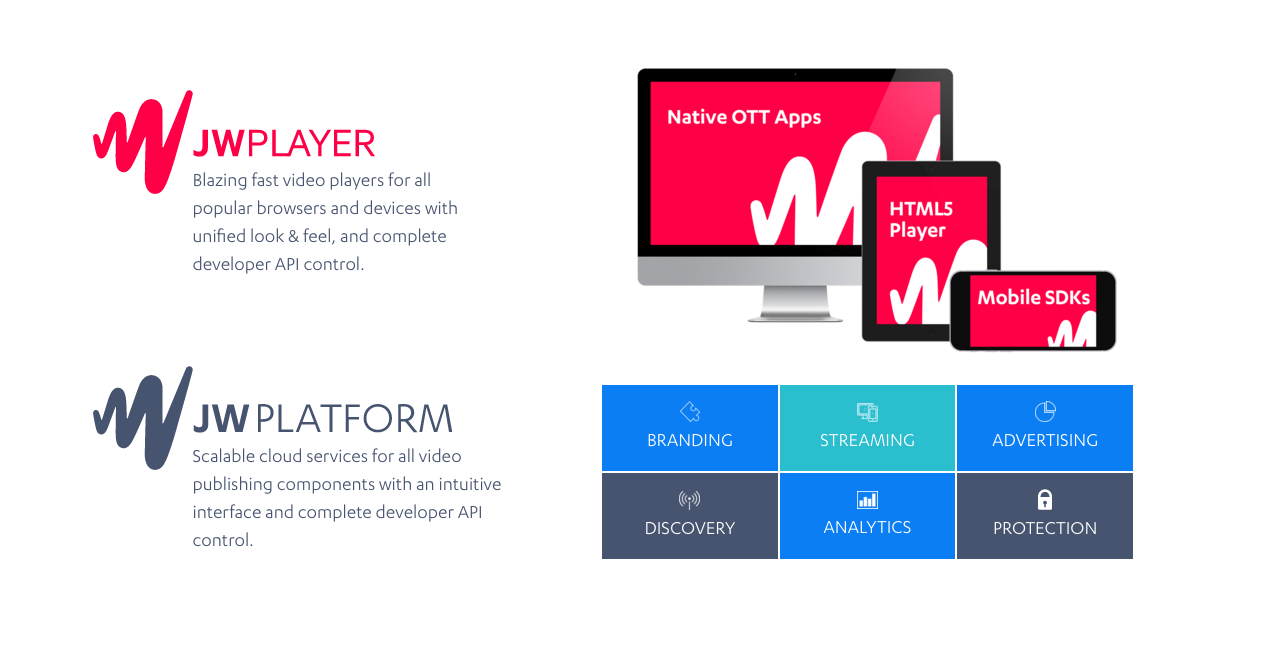 JWPLAYER
Blazing fast video players for all
popular browsers and devices with
unified look & feel, and complete
developer API control.
Native OTT Apps
HTML5
Player
Mobile SDKs
JW PLATFORM
Scalable cloud services for all video
publishing components with an intuitive
interface and complete developer API
control.
BRANDING
STREAMING
ADVERTISING
DISCOVERY
ANALYTICS
PROTECTION